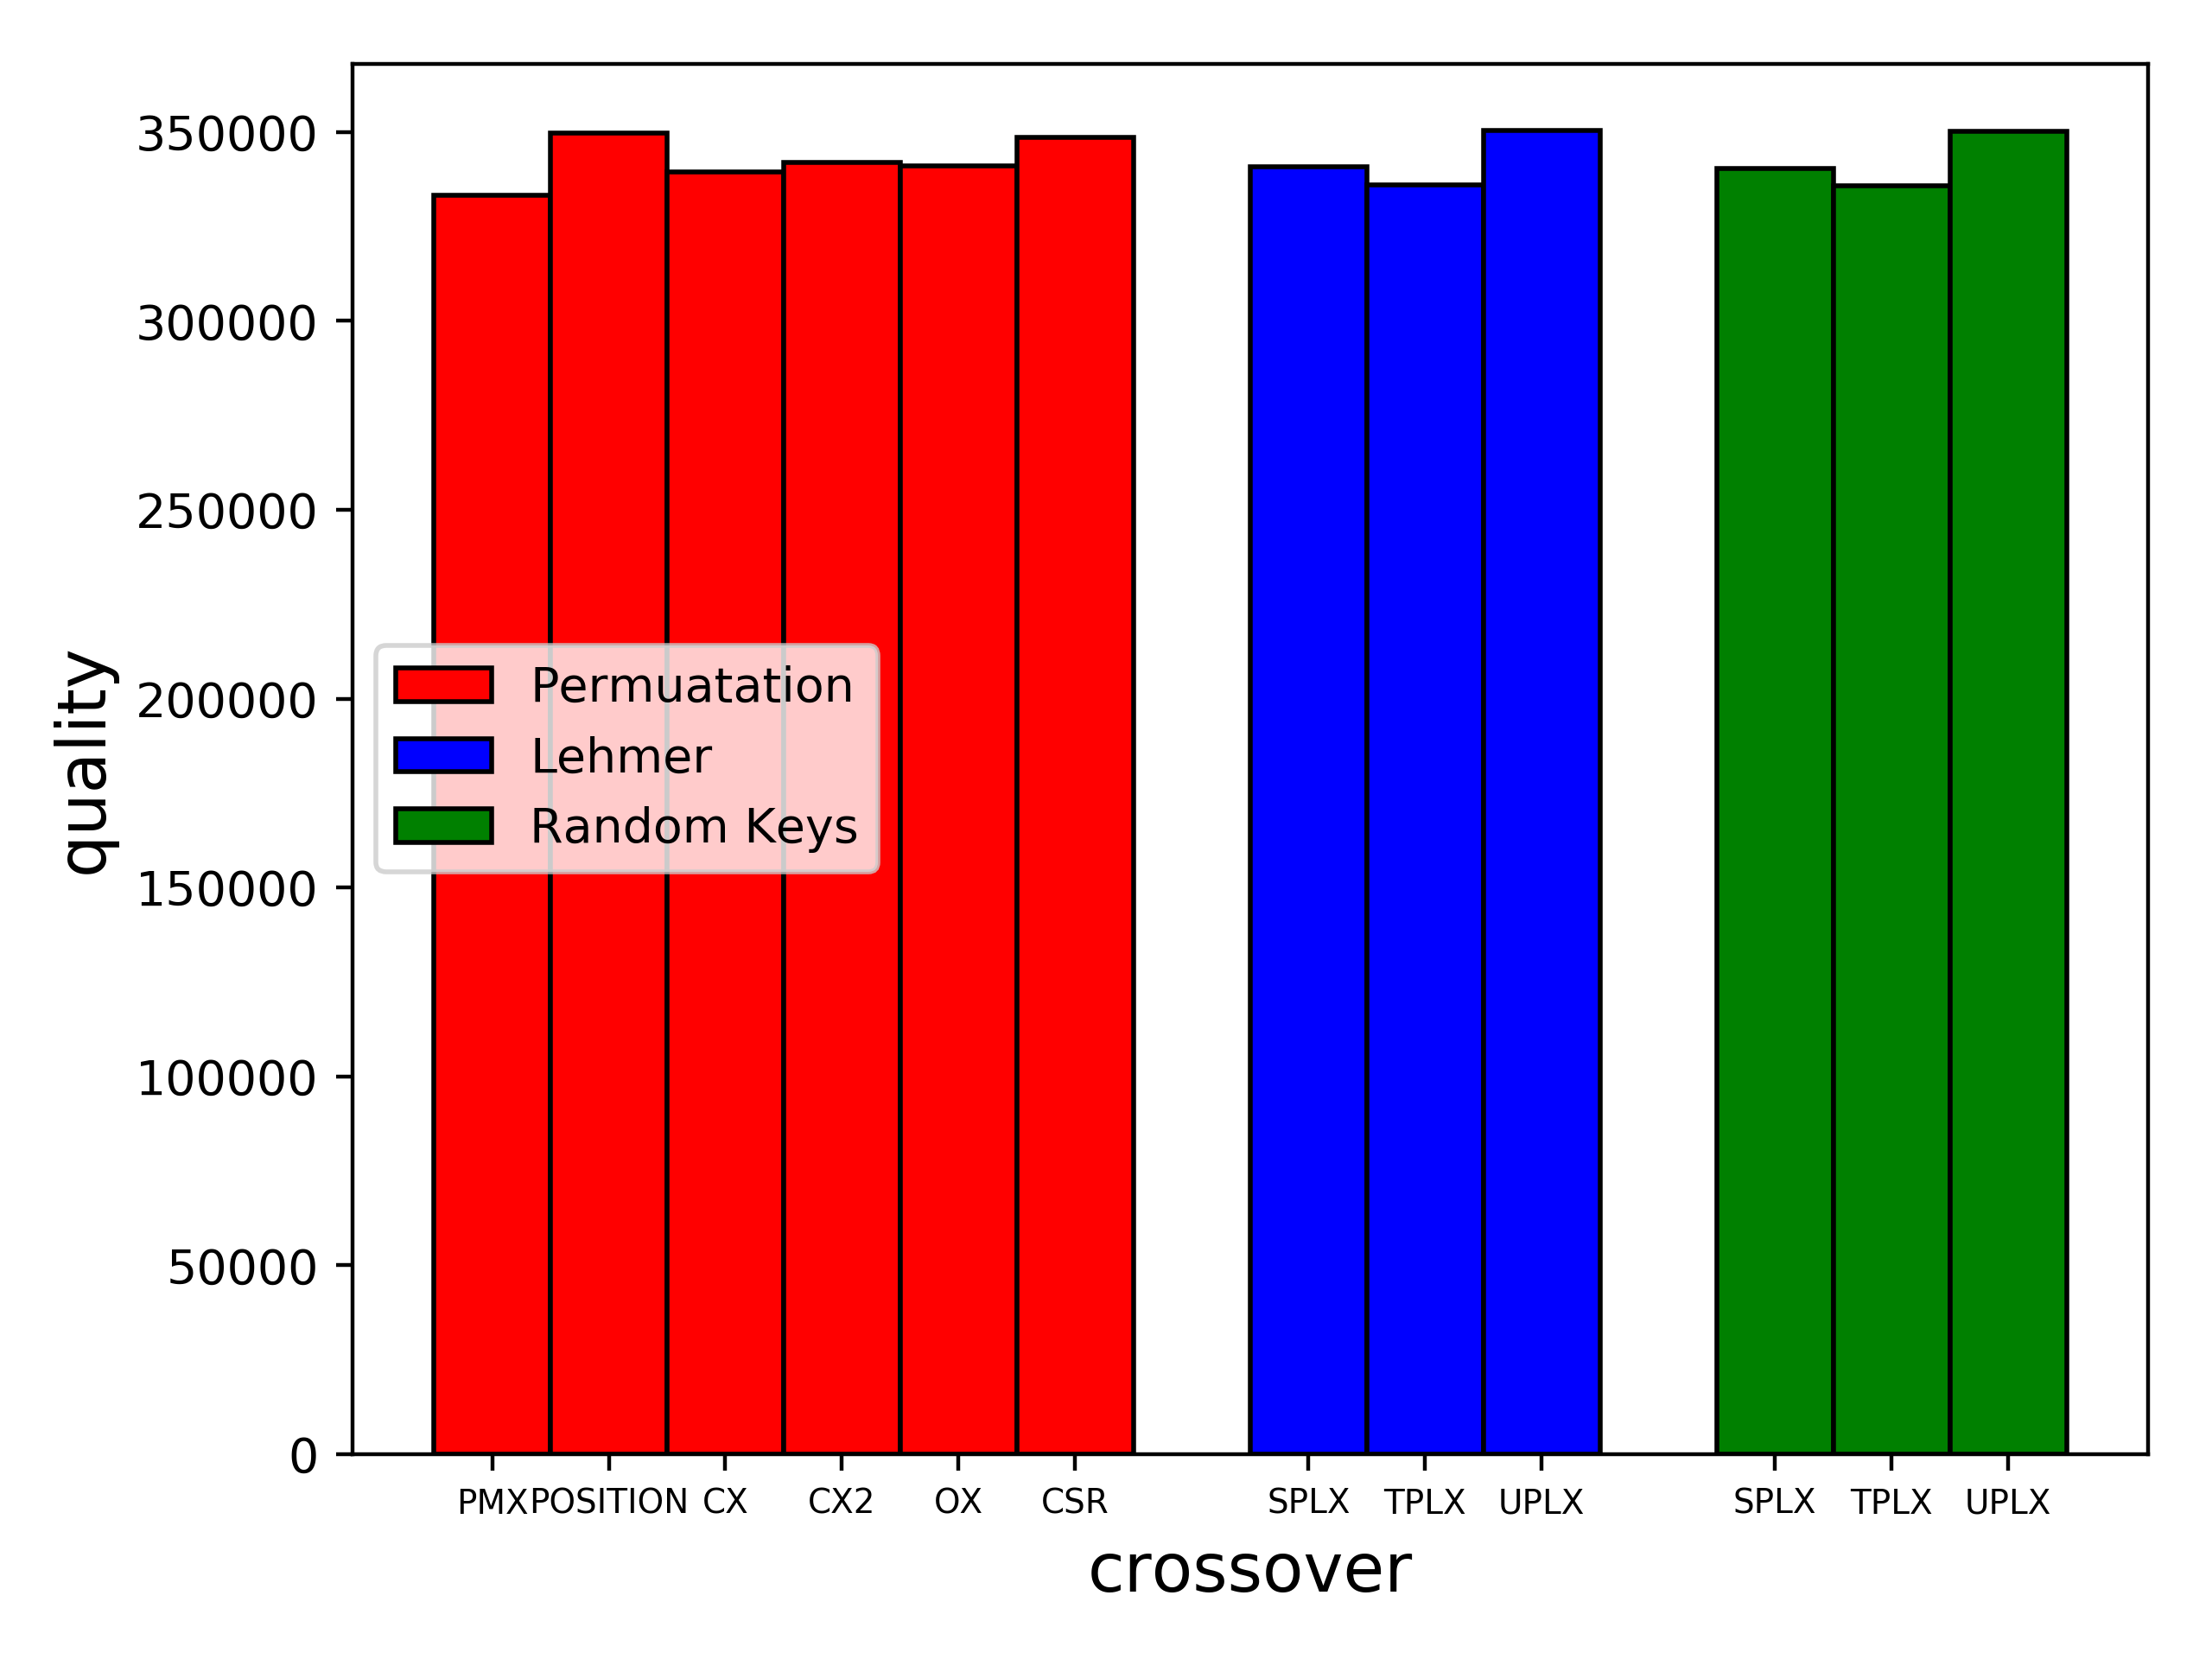 350000
300000
250000
200000
150000
100000
50000
0
quality
Permuatation
Lehmer
Random Keys
PMX POSITION CX CX2 OX CSR SPLX TPLX UPLX SPLX TPLX UPLX
crossover